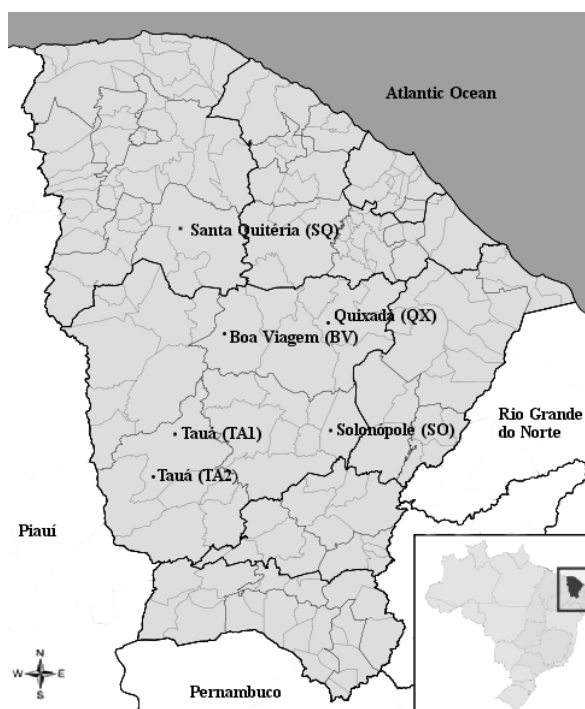 Atlantic Ocean
Santa Quitéria (SQ)
Quixadá (QX)
Boa Viagem (BV)
Rio Grande
do Norte
Tauá (TA1)
Solonópole (SO)
Tauá (TA2)
Piauí
N
W E
S
Pernambuco